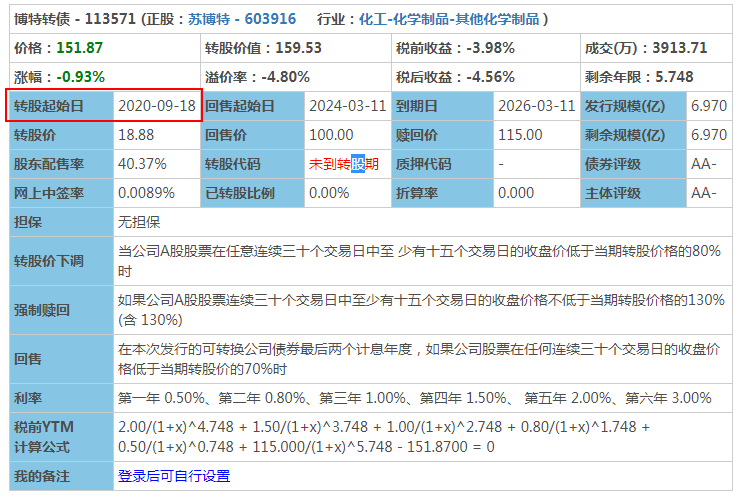 博特转债 - 113571 (正股：苏博特 - 603916 行业：化工-化学制品-其他化学制品 )
价格：151.87 转股价值：159.53 税前收益：-3.98% 成交(万)：3913.71
涨幅：-0.93% 溢价率：-4.80% 税后收益：-4.56% 剩余年限：5.748
转股起始日 2020-09-18 回售起始日 2024-03-11 到期日 2026-03-11 发行规模(亿) 6.970
转股价 18.88 回售价 100.00 赎回价 115.00 剩余规模(亿) 6.970
股东配售率 40.37% 转股代码 未到转股期 质押代码 - 债券评级 AA-
网上中签率 0.0089% 已转股比例 0.00% 折算率 0.000 主体评级 AA-
担保 无担保
转股价下调 当公司A股股票在任意连续三十个交易日中至 少有十五个交易日的收盘价低于当期转股价格的80%
时
强制赎回 如果公司A股股票连续三十个交易日中至少有十五个交易日的收盘价格不低于当期转股价格的130%
(含 130%)
回售 在本次发行的可转换公司债券最后两个计息年度，如果公司股票在任何连续三十个交易日的收盘价
格低于当期转股价的70%时
利率 第一年 0.50%、第二年 0.80%、第三年 1.00%、第四年 1.50%、 第五年 2.00%、第六年 3.00%
税前YTM 2.00/(1+x)^4.748 + 1.50/(1+x)^3.748 + 1.00/(1+x)^2.748 + 0.80/(1+x)^1.748 +
计算公式 0.50/(1+x)^0.748 + 115.000/(1+x)^5.748 - 151.8700 = 0
我的备注 登录后可自行设置